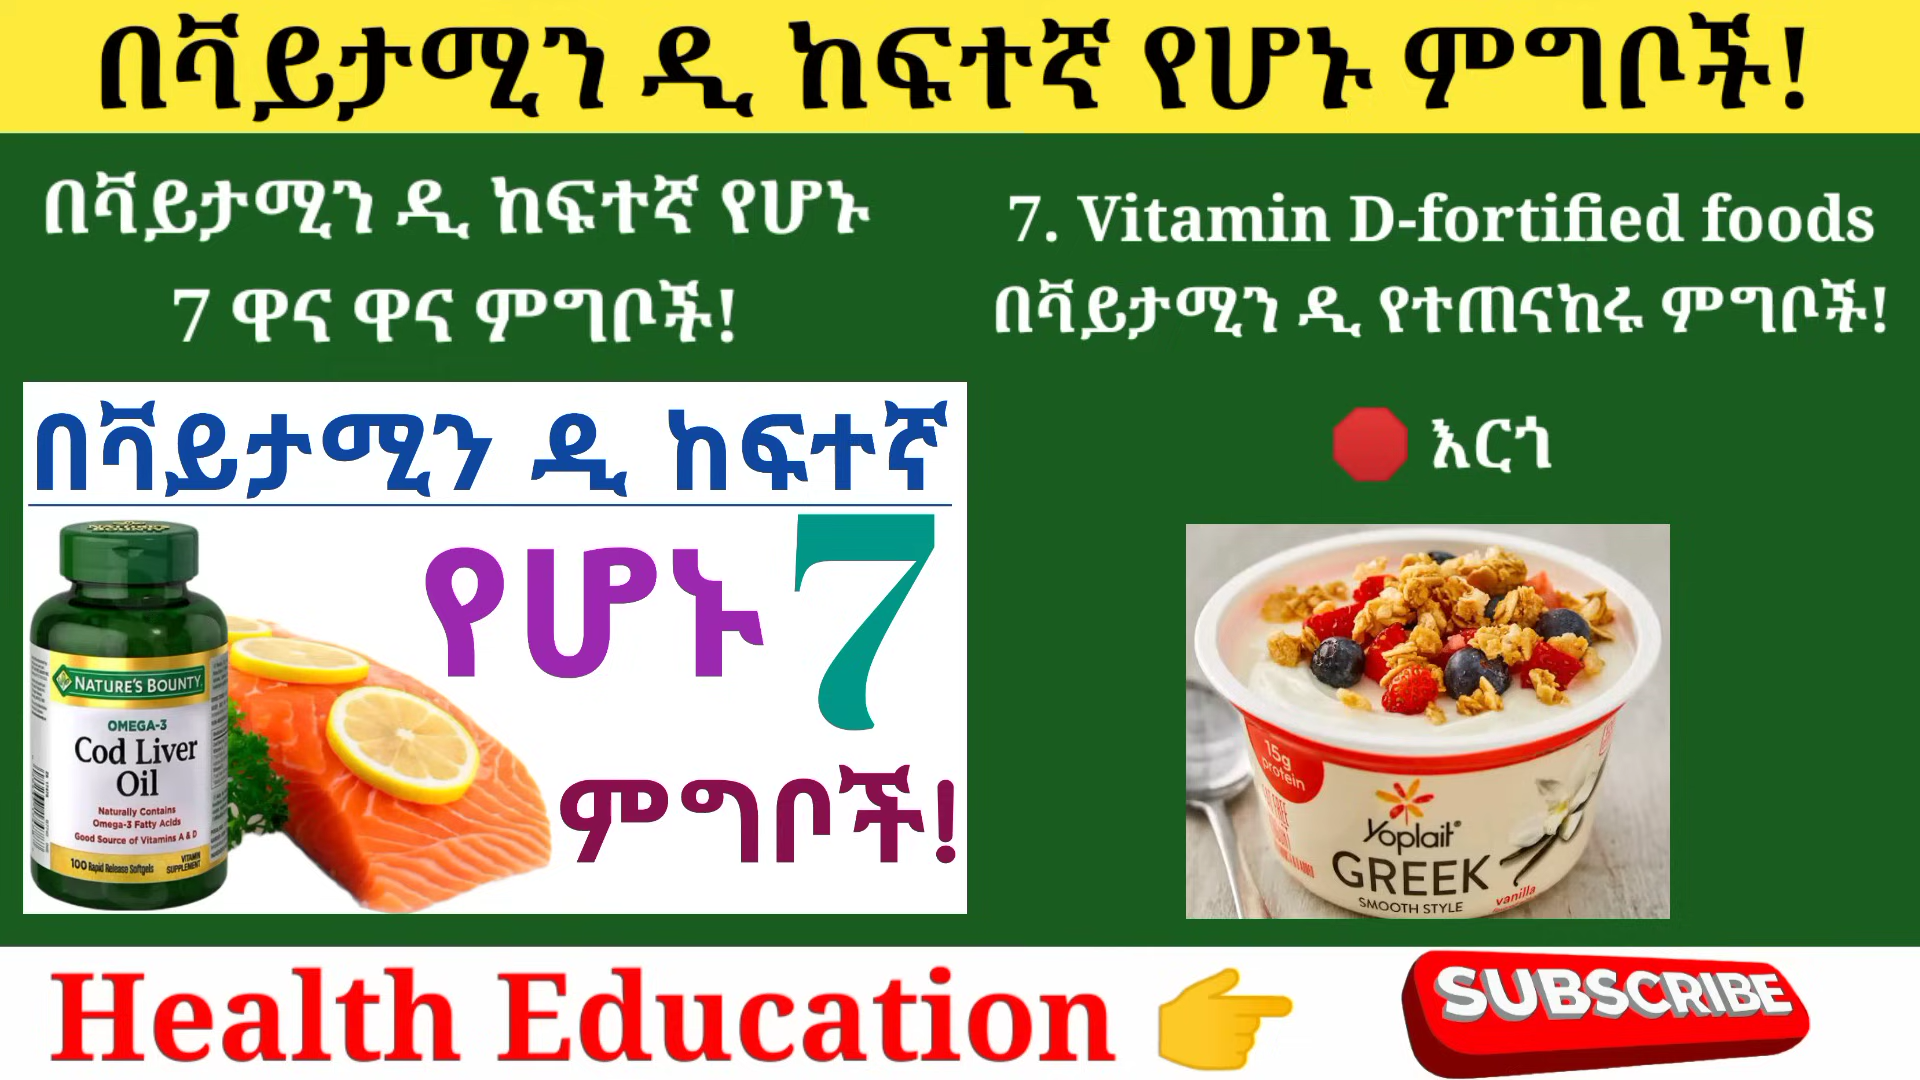 በቫይታሚን ዲ ከፍተኛ የሆኑ ምግቦች!
በቫይታሚን ዲ ከፍተኛ የሆኑ
7 ዋና ዋና ምግቦች!
በቫይታሚን ዲ ከፍተኛ
የሆኑ 7
ምግቦች!
NATURE'S BOUNTY
OMEGA-3
Cod Liver
Oil
Naturally Contains
Omega-3 Fatty Acids
Good Source of Vitamins A & D
100 Rapid Release Softgels
VITAMIN
SUPPLEMENT
7. Vitamin D-fortified foods
በቫይታሚን ዲ የተጠናከሩ ምግቦች!
እርጎ
15g
protein
Yoplait®
GREEK
SMOOTH STYLE
vanilla
Health Education
SUBSCRIBE